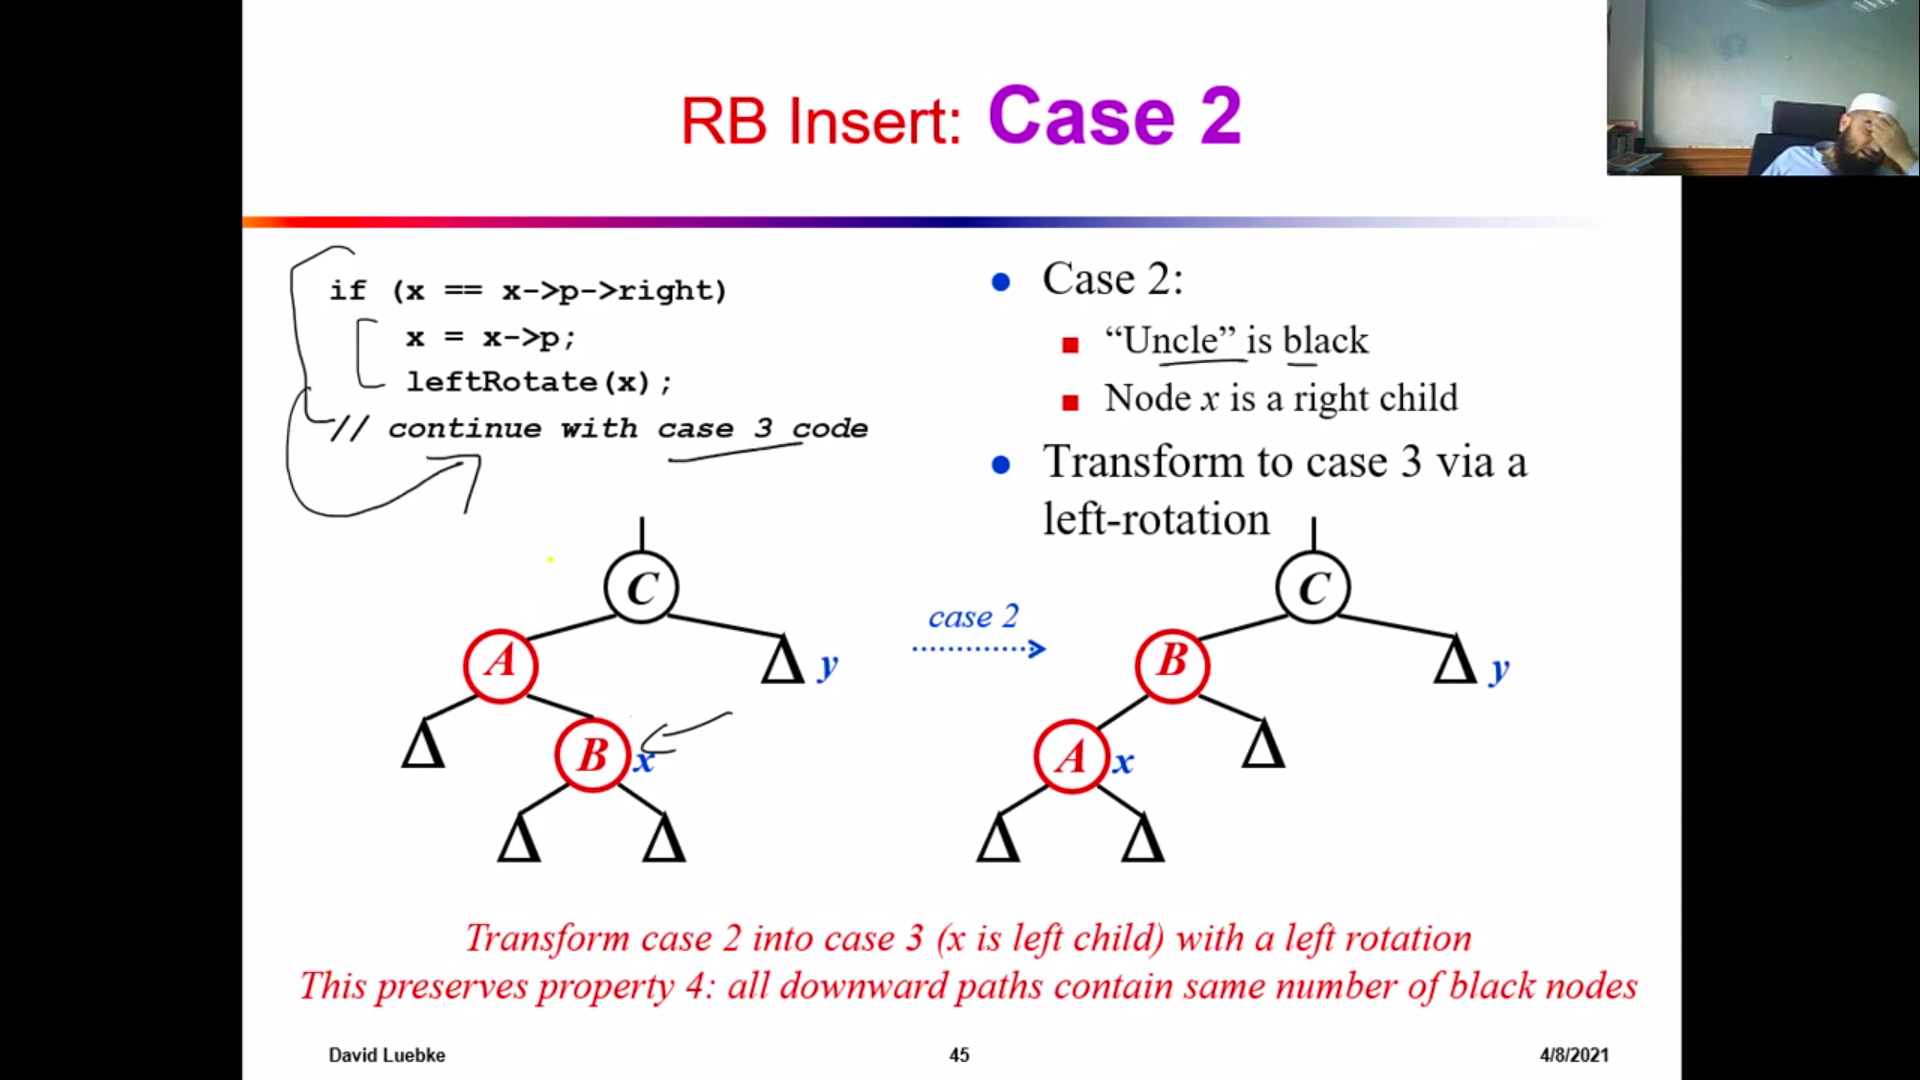 RB Insert: Case 2
if (x == x->p->right)
x = x->p;
leftRotate(x);
// continue with case 3 code
Case 2:
“Uncle” is black
Node x is a right child
Transform to case 3 via a
left-rotation
C
A
Δ y
Δ
B x
Δ
Δ
case 2
C
B
Δ y
A x
Δ
Δ
Δ
Transform case 2 into case 3 (x is left child) with a left rotation
This preserves property 4: all downward paths contain same number of black nodes
David Luebke
45
4/8/2021